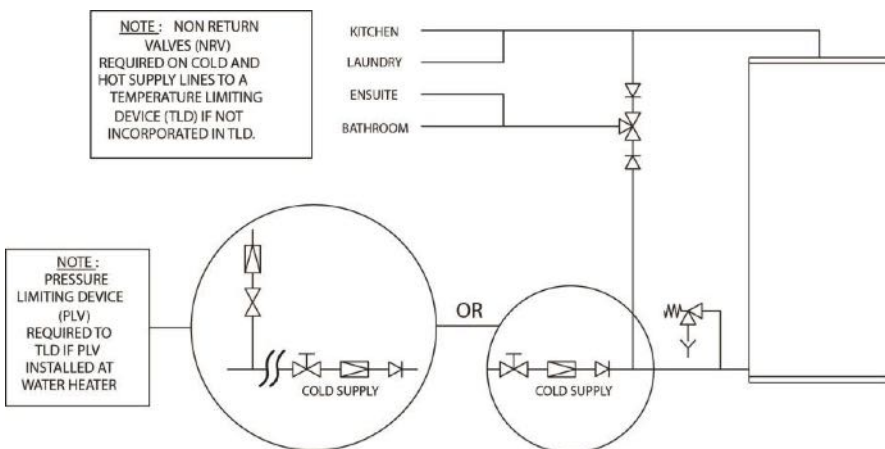 NOTE : NON RETURN
VALVES (NRV)
REQUIRED ON COLD AND
HOT SUPPLY LINES TO A
TEMPERATURE LIMITING
DEVICE (TLD) IF NOT
INCORPORATED IN TLD.
KITCHEN
LAUNDRY
ENSUITE
BATHROOM
NOTE :
PRESSURE
LIMITING DEVICE
(PLV)
REQUIRED TO
TLD IF PLV
INSTALLED AT
WATER HEATER
COLD SUPPLY
OR
COLD SUPPLY